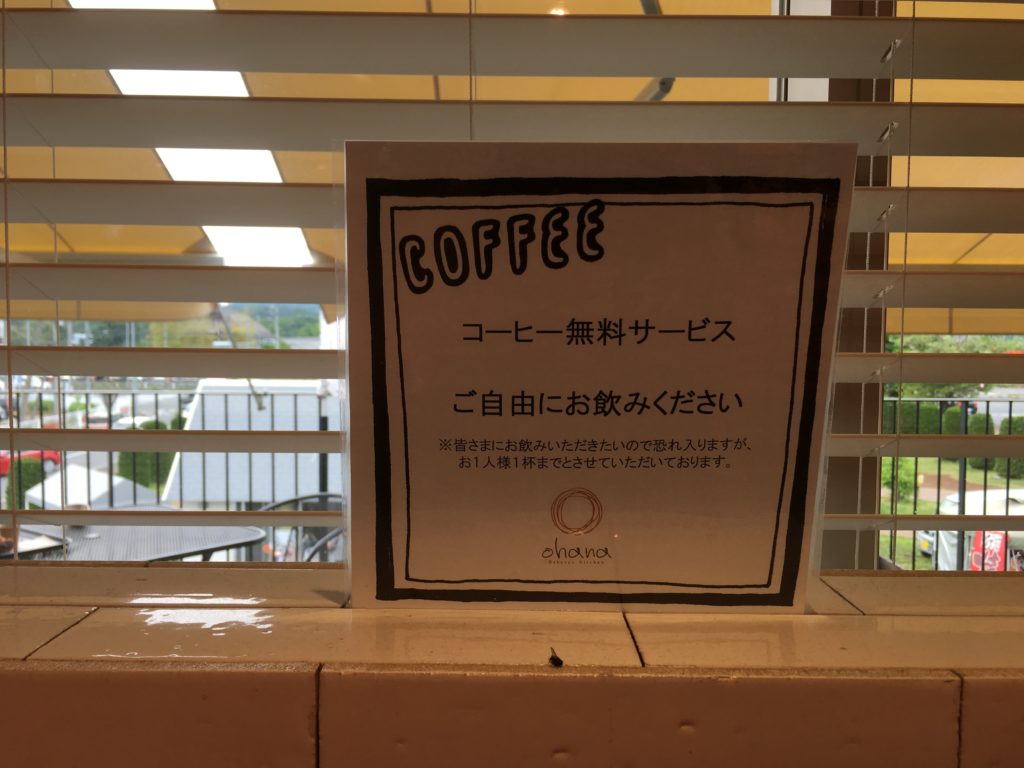 COFFEE
コーヒー無料サービス
ご自由にお飲みください
※皆さまにお飲みいただきたいので恐れ入りますが、
お1人様1杯までとさせていただいております。
ohana